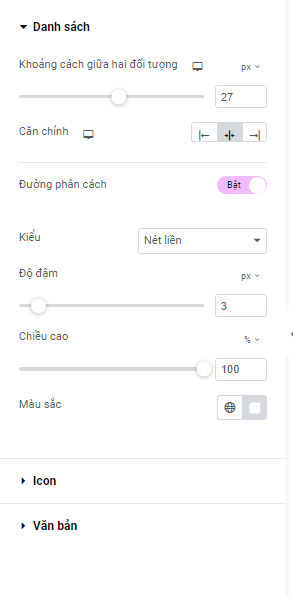 Danh sách
Khoảng cách giữa hai đối tượng px
27
Căn chỉnh
Đường phân cách Bật
Kiểu Nét liền
Độ đậm px
3
Chiều cao %
100
Màu sắc
Icon
Văn bản